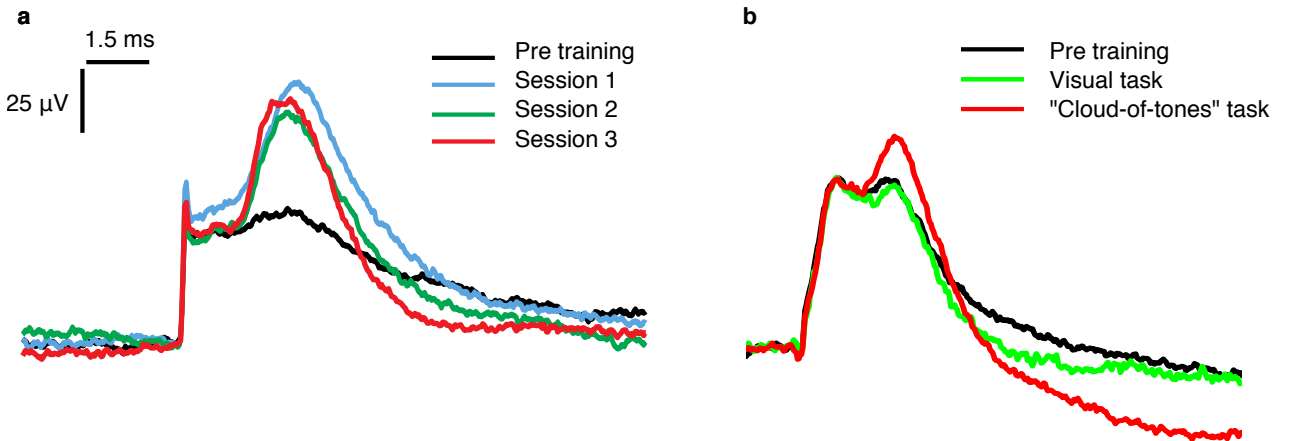 a
1.5 ms
25 μV
Pre training
Session 1
Session 2
Session 3
b
Pre training
Visual task
"Cloud-of-tones" task